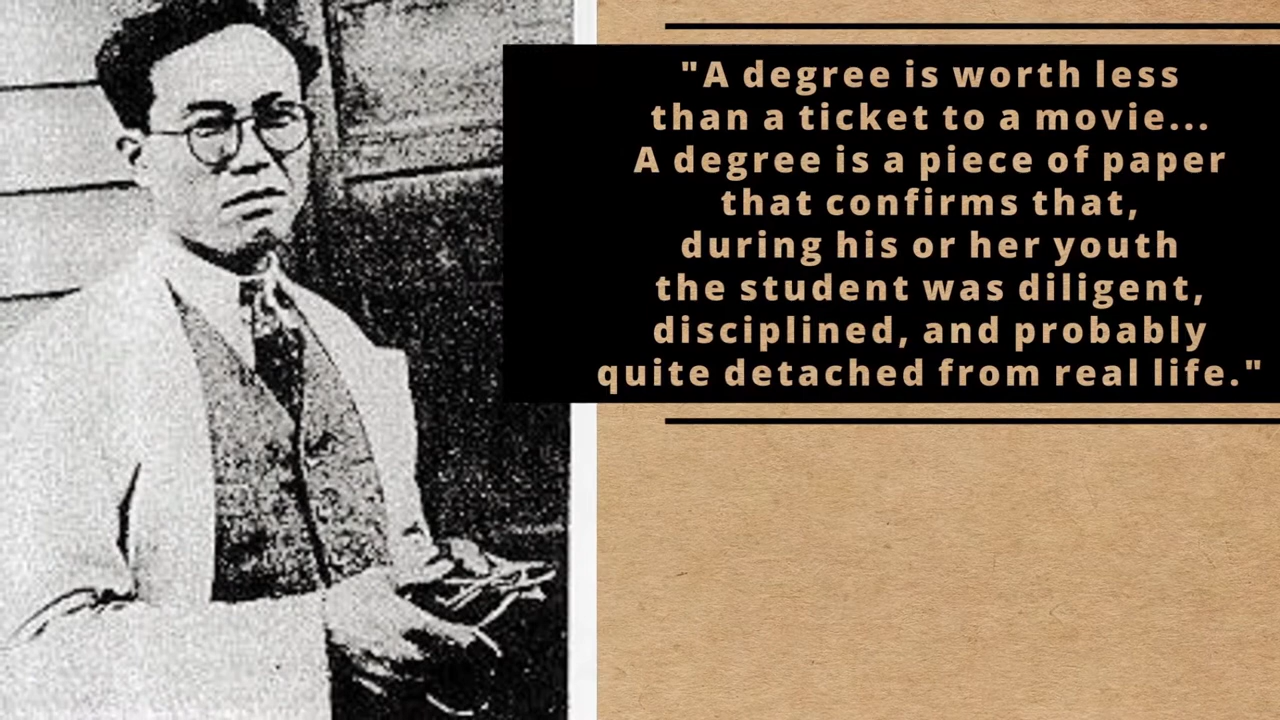 "A degree is worth less
than a ticket to a movie...
A degree is a piece of paper
that confirms that,
during his or her youth
the student was diligent,
disciplined, and probably
quite detached from real life."